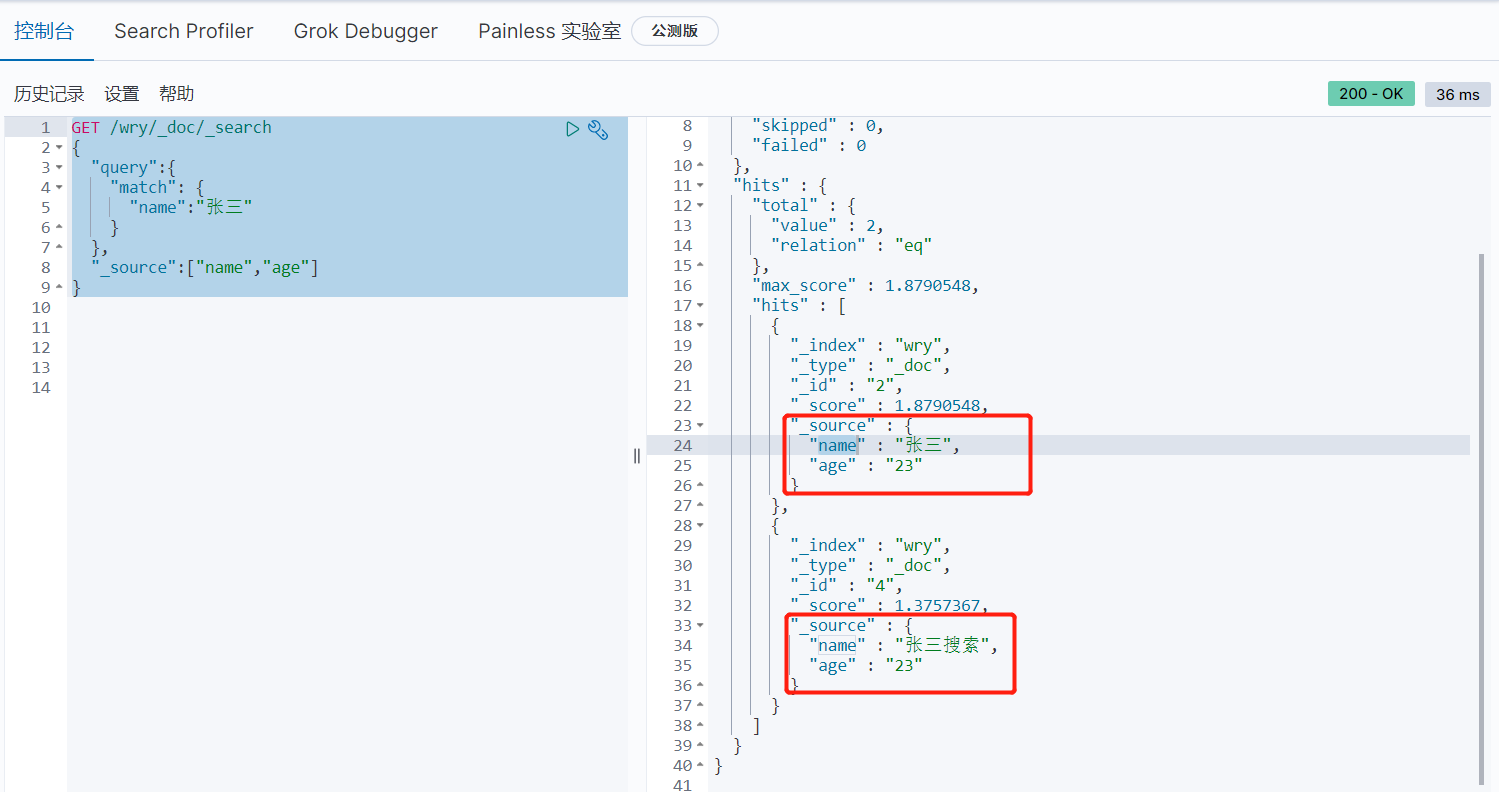 控制台 Search Profiler Grok Debugger Painless 实验室 公测版
历史记录 设置 帮助 200 - OK 36 ms
1 GET /wry/_doc/_search
2 {
3 "query":{
4 "match": {
5 "name":"张三"
6 }
7 },
8 "_source":["name","age"]
9 }
10
11
12
13
14
8 "skipped" : 0,
9 "failed" : 0
10 },
11 "hits" : {
12 "total" : {
13 "value" : 2,
14 "relation" : "eq"
15 },
16 "max_score" : 1.8790548,
17 "hits" : [
18 {
19 "_index" : "wry",
20 "_type" : "_doc",
21 "_id" : "2",
22 "_score" : 1.8790548,
23 "_source" : {
24 "name" : "张三",
25 "age" : "23"
26 }
27 },
28 {
29 "_index" : "wry",
30 "_type" : "_doc",
31 "_id" : "4",
32 "_score" : 1.3757367,
33 "_source" : {
34 "name" : "张三搜索",
35 "age" : "23"
36 }
37 }
38 ]
39 }
40 }
41